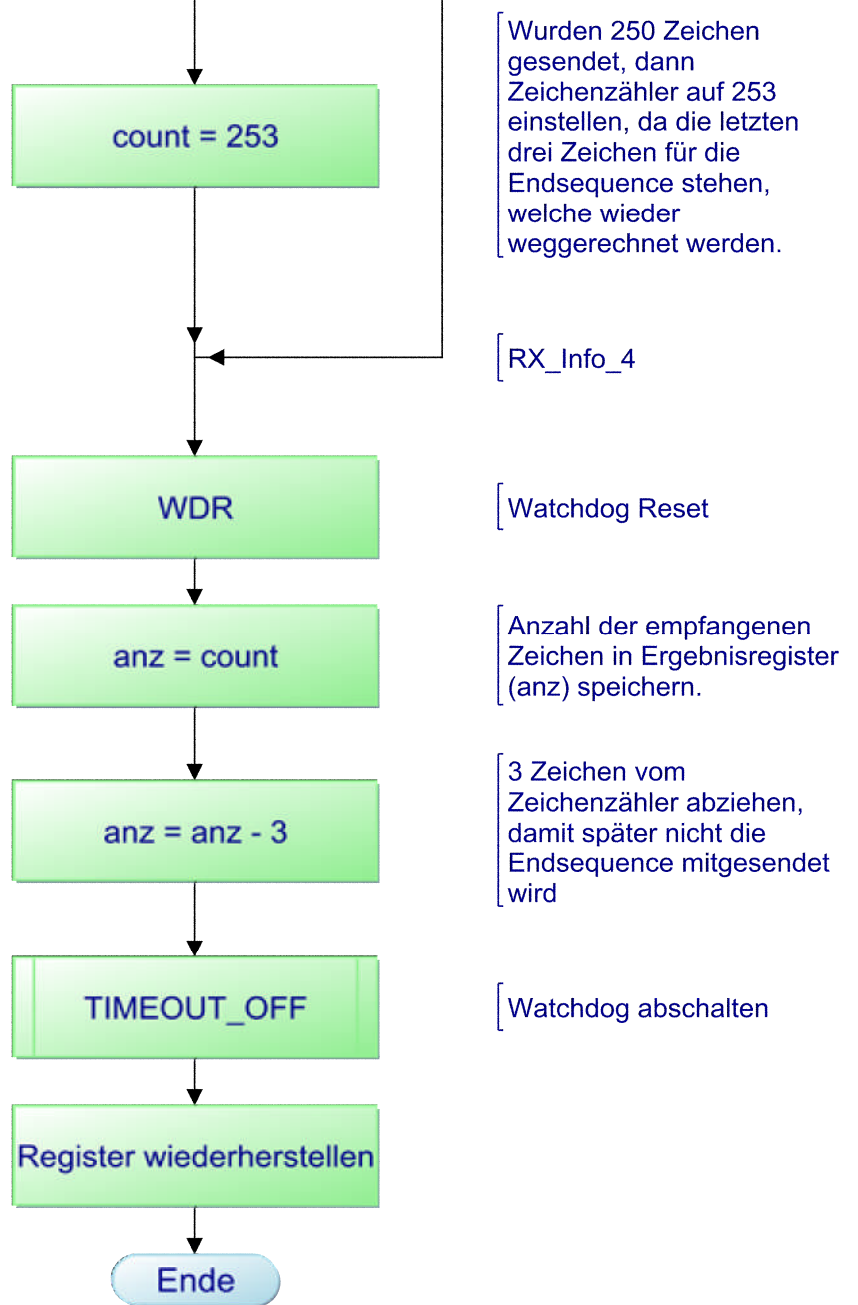 Wurden 250 Zeichen
gesendet, dann
Zeichenzähler auf 253
einstellen, da die letzten
drei Zeichen für die
Endsequence stehen,
welche wieder
weggerechnet werden.
count = 253
RX_Info_4
WDR
Watchdog Reset
anz = count
Anzahl der empfangenen
Zeichen in Ergebnisregister
(anz) speichern.
anz = anz - 3
3 Zeichen vom
Zeichenzähler abziehen,
damit später nicht die
Endsequence mitgesendet
wird
TIMEOUT_OFF
Watchdog abschalten
Register wiederherstellen
Ende